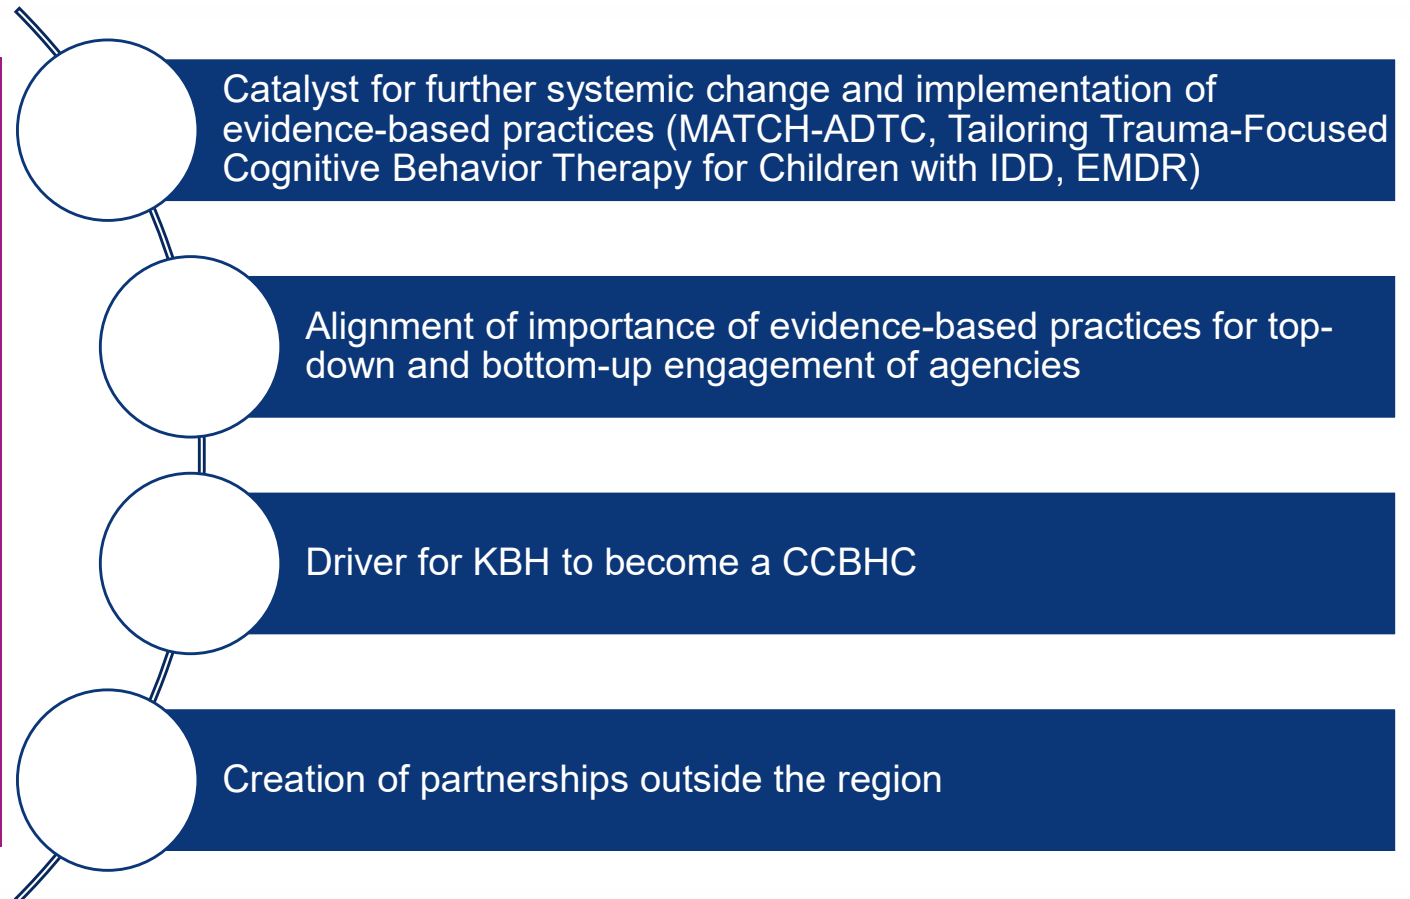 Catalyst for further systemic change and implementation of
evidence-based practices (MATCH-ADTC, Tailoring Trauma-Focused
Cognitive Behavior Therapy for Children with IDD, EMDR)
Alignment of importance of evidence-based practices for top-
down and bottom-up engagement of agencies
Driver for KBH to become a CCBHC
Creation of partnerships outside the region